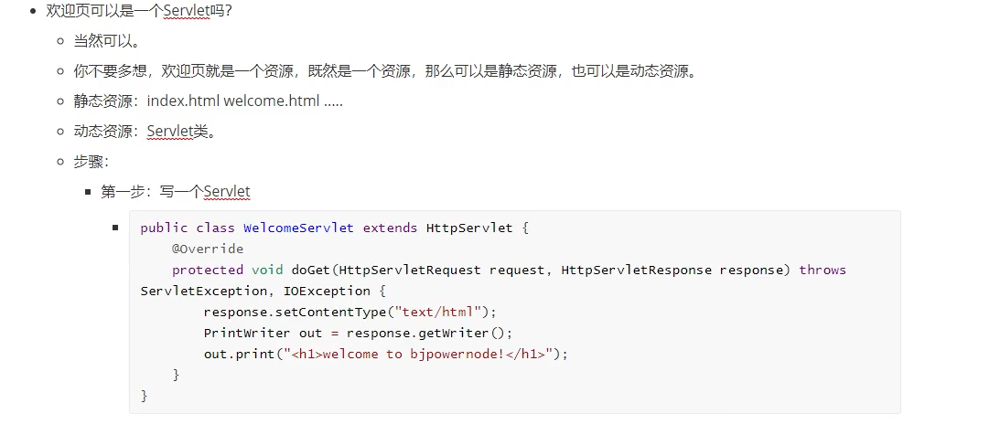 欢迎页可以是一个Servlet吗？
当然可以。
你不要多想，欢迎页就是一个资源，既然是一个资源，那么可以是静态资源，也可以是动态资源。
静态资源：index.html welcome.html .....
动态资源：Servlet类。
步骤：
第一步：写一个Servlet
public class WelcomeServlet extends HttpServlet {
    @Override
    protected void doGet(HttpServletRequest request, HttpServletResponse response) throws
ServletException, IOException {
        response.setContentType("text/html");
        PrintWriter out = response.getWriter();
        out.print("<h1>welcome to bjpowernode!</h1>");
    }
}